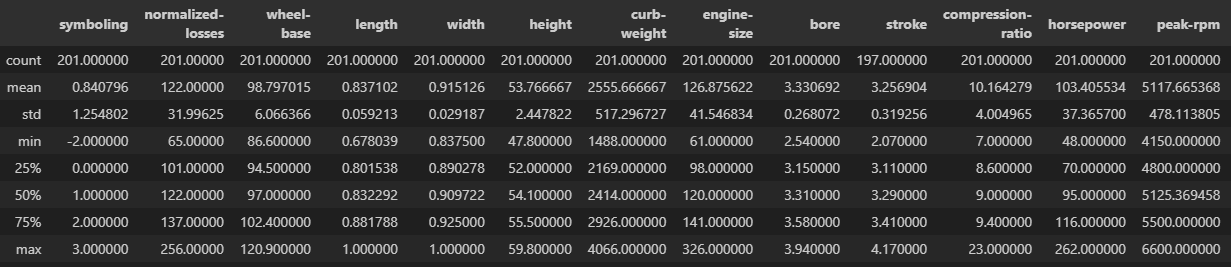 symboling normalized-losses wheel-base length width height curb-weight engine-size bore stroke compression-ratio horsepower peak-rpm
count 201.000000 201.00000 201.000000 201.000000 201.000000 201.000000 201.000000 201.000000 201.000000 197.000000 201.000000 201.000000 201.000000
mean 0.840796 122.00000 98.797015 0.837102 0.915126 53.766667 2555.666667 126.875622 3.330692 3.256904 10.164279 103.405534 5117.665368
std 1.254802 31.99625 6.066366 0.059213 0.029187 2.447822 517.296727 41.546834 0.268072 0.319256 4.004965 37.365700 478.113805
min -2.000000 65.00000 86.600000 0.678039 0.837500 47.800000 1488.000000 61.000000 2.540000 2.070000 7.000000 48.000000 4150.000000
25% 0.000000 101.00000 94.500000 0.801538 0.890278 52.000000 2169.000000 98.000000 3.150000 3.110000 8.600000 70.000000 4800.000000
50% 1.000000 122.00000 97.000000 0.832292 0.909722 54.100000 2414.000000 120.000000 3.310000 3.290000 9.000000 95.000000 5125.369458
75% 2.000000 137.00000 102.400000 0.881788 0.925000 55.500000 2926.000000 141.000000 3.580000 3.410000 9.400000 116.000000 5500.000000
max 3.000000 256.00000 120.900000 1.000000 1.000000 59.800000 4066.000000 326.000000 3.940000 4.170000 23.000000 262.000000 6600.000000